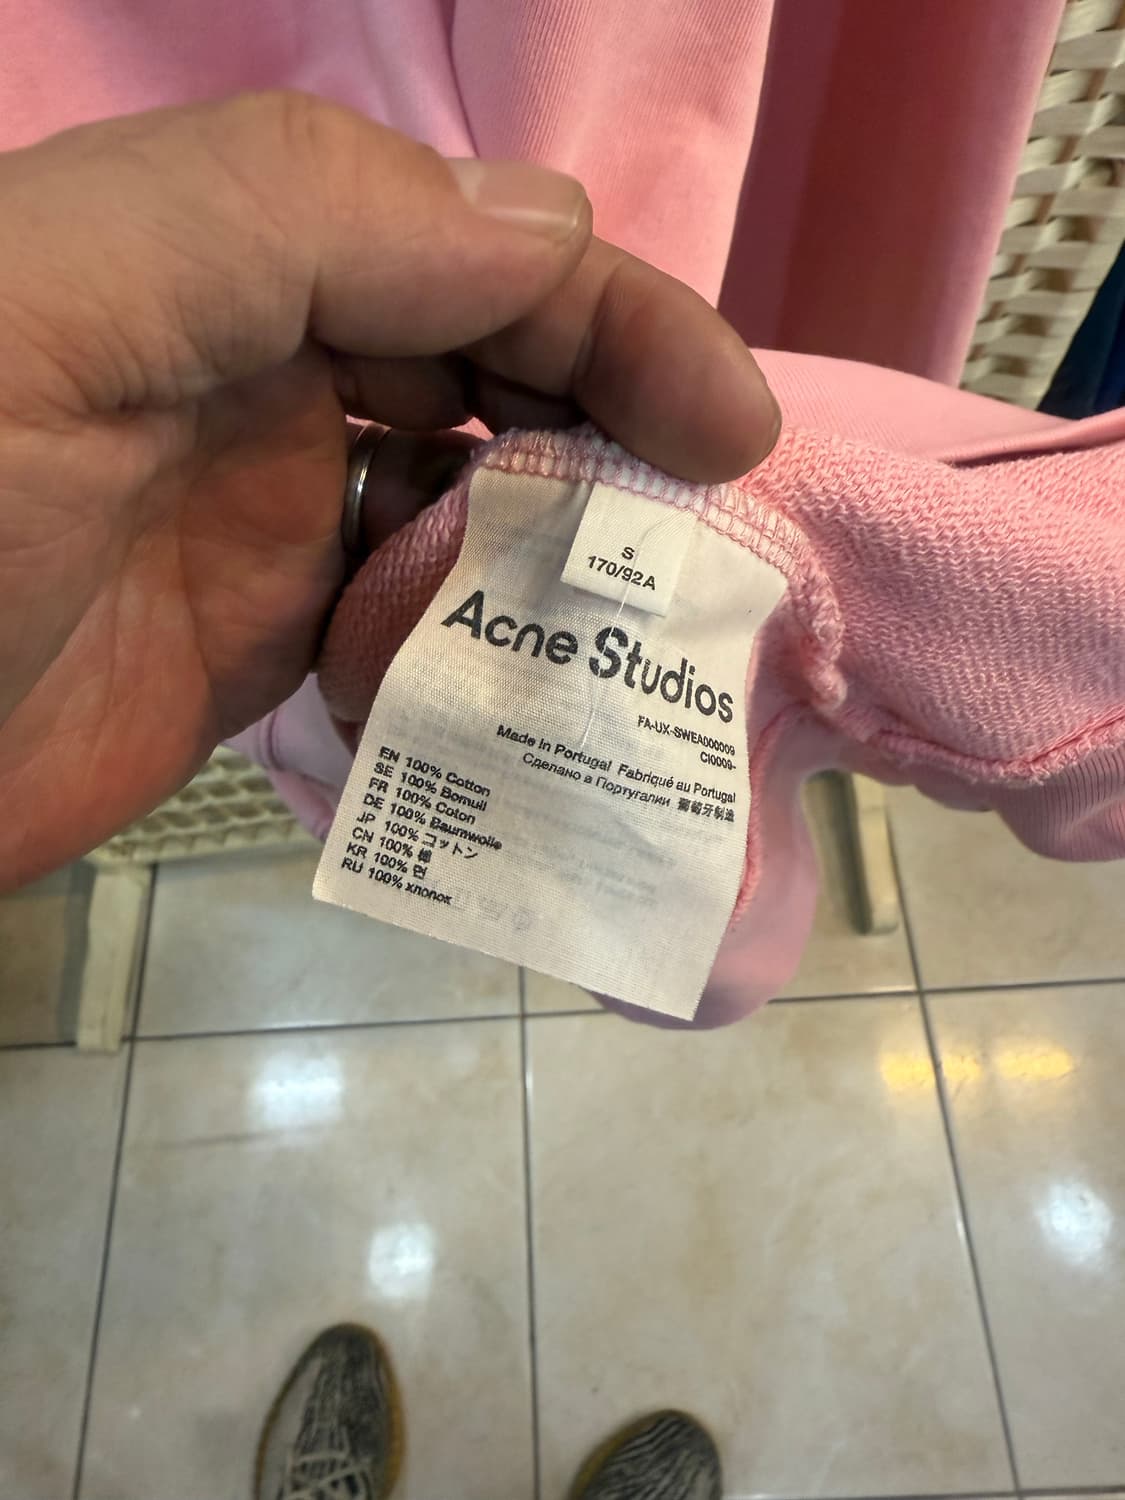 S
170/92A
Acne Studios
FA-UX-SWEA000009
CI0009-
Made in Portugal Fabriqué au Portugal
Сделано в Португалии 葡萄牙制造
EN 100% Cotton
SE 100% Bomull
FR 100% Coton
DE 100% Baumwolle
JP 100% コットン
CN 100% 棉
KR 100% 면
RU 100% хлопок